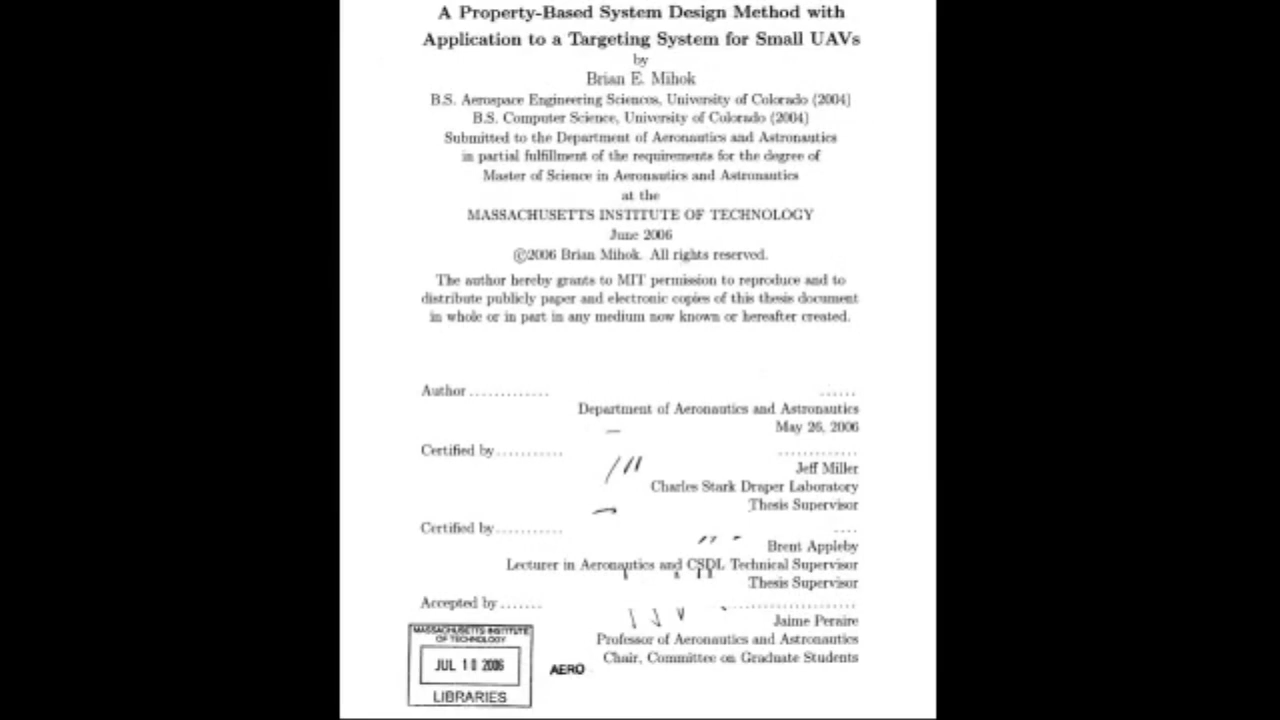 A Property-Based System Design Method with
Application to a Targeting System for Small UAVs
by
Brian E. Mihok
B.S. Aerospace Engineering Sciences, University of Colorado (2004)
B.S. Computer Science, University of Colorado (2004)
Submitted to the Department of Aeronautics and Astronautics
in partial fulfillment of the requirements for the degree of
Master of Science in Aeronautics and Astronautics
at the
MASSACHUSETTS INSTITUTE OF TECHNOLOGY
June 2006
©2006 Brian Mihok. All rights reserved.
The author hereby grants to MIT permission to reproduce and to
distribute publicly paper and electronic copies of this thesis document
in whole or in part in any medium now known or hereafter created.
Author ............. ......
Department of Aeronautics and Astronautics
May 26, 2006
Certified by ........... .............
Jeff Miller
Charles Stark Draper Laboratory
Thesis Supervisor
Certified by ........... ....
Brent Appleby
Lecturer in Aeronautics and CSDL Technical Supervisor
Thesis Supervisor
Accepted by ....... ....................
Jaime Peraire
Professor of Aeronautics and Astronautics
Chair, Committee on Graduate Students
MASSACHUSETTS INSTITUTE
OF TECHNOLOGY
JUL 10 2006
LIBRARIES
AERO